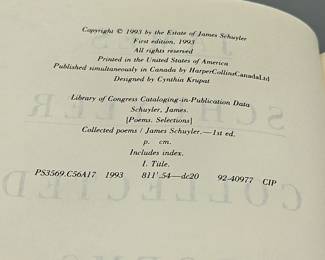 Copyright © 1993 by the Estate of James Schuyler
First edition, 1993
All rights reserved
Printed in the United States of America
Published simultaneously in Canada by HarperCollinsCanadaLtd
Designed by Cynthia Krupat
Library of Congress Cataloging-in-Publication Data
Schuyler, James.
[Poems. Selections]
Collected poems / James Schuyler.—1st ed.
p. cm.
Includes index.
I. Title.
PS3569.C56A17 1993 811'.54—dc20 92-40977 CIP